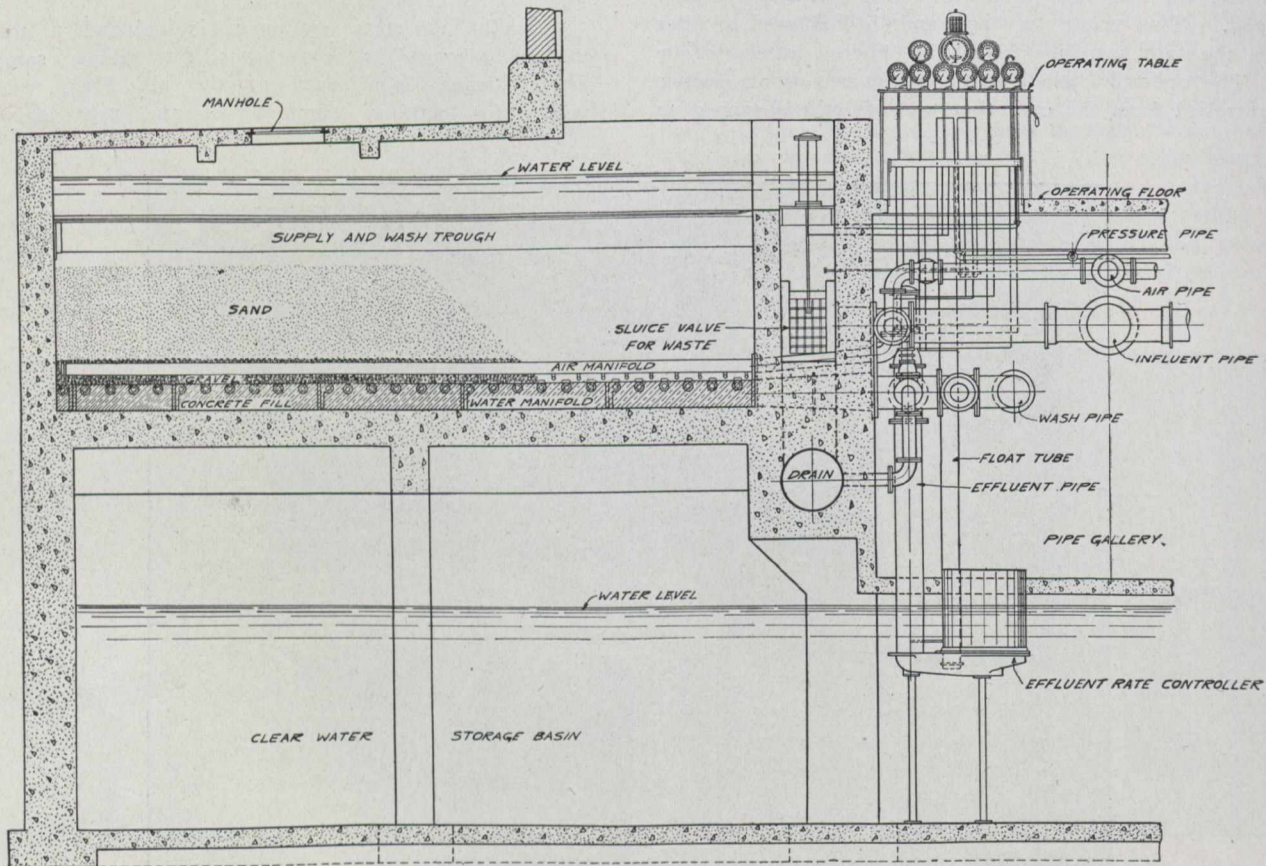 MANHOLE
OPERATING TABLE
WATER LEVEL
OPERATING FLOOR
SUPPLY AND WASH TROUGH
PRESSURE PIPE
AIR PIPE
SAND
SLUICE VALVE
FOR WASTE
INFLUENT PIPE
AIR MANIFOLD
GRAVEL
CONCRETE FILL
WATER MANIFOLD
WASH PIPE
FLOAT TUBE
DRAIN
EFFLUENT PIPE
PIPE GALLERY
WATER LEVEL
EFFLUENT RATE CONTROLLER
CLEAR WATER STORAGE BASIN